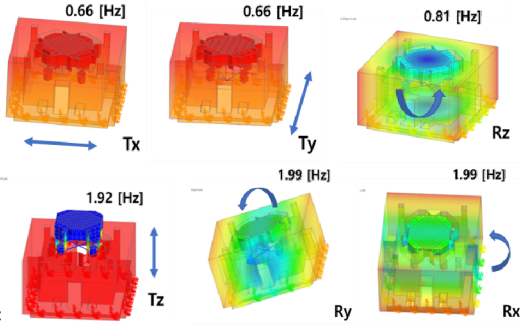 0.66 [Hz]
Tx
0.66 [Hz]
Ty
0.81 [Hz]
Rz
1.92 [Hz]
Tz
1.99 [Hz]
Ry
1.99 [Hz]
Rx